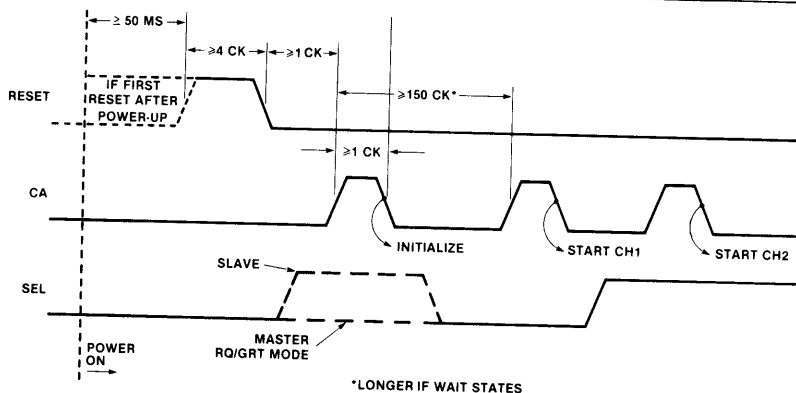 ≥ 50 MS
≥4 CK
≥1 CK
IF FIRST
RESET AFTER
POWER-UP
RESET
≥150 CK*
≥1 CK
CA
INITIALIZE
START CH1
START CH2
SLAVE
SEL
MASTER
RQ/GRT MODE
POWER
ON
*LONGER IF WAIT STATES